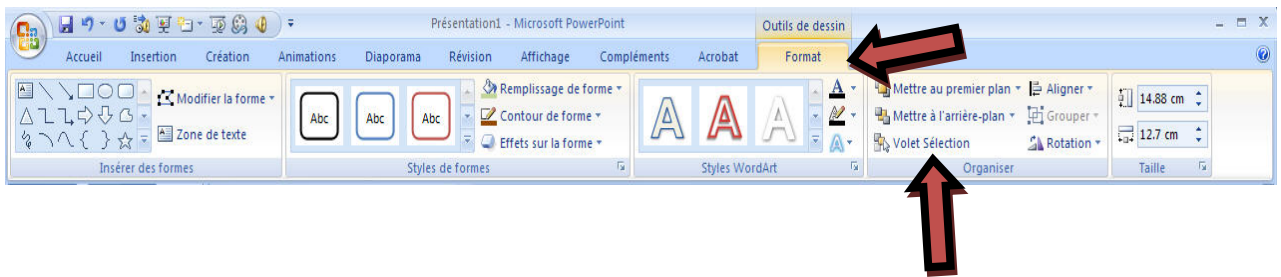 Présentation1 - Microsoft PowerPoint
Outils de dessin
Accueil Insertion Création Animations Diaporama Révision Affichage Compléments Acrobat Format
Modifier la forme
Zone de texte
Insérer des formes
Abc Abc Abc
Remplissage de forme
Contour de forme
Effets sur la forme
Styles de formes
A A A
A
A
Styles WordArt
Mettre au premier plan
Mettre à l'arrière-plan
Volet Sélection
Aligner
Grouper
Rotation
Organiser
14.88 cm
12.7 cm
Taille